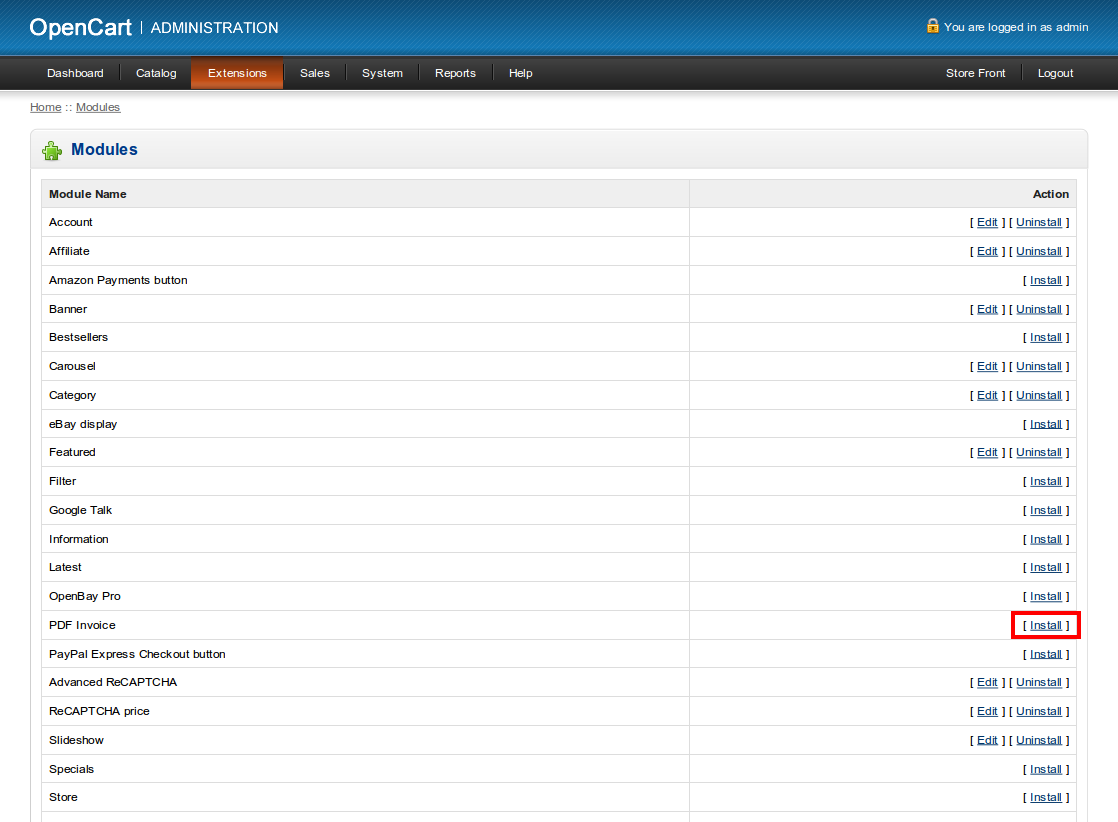 OpenCart | ADMINISTRATION You are logged in as admin
Dashboard Catalog Extensions Sales System Reports Help Store Front Logout
Home :: Modules
Modules
Module Name Action
Account [ Edit ] [ Uninstall ]
Affiliate [ Edit ] [ Uninstall ]
Amazon Payments button [ Install ]
Banner [ Edit ] [ Uninstall ]
Bestsellers [ Install ]
Carousel [ Edit ] [ Uninstall ]
Category [ Edit ] [ Uninstall ]
eBay display [ Install ]
Featured [ Edit ] [ Uninstall ]
Filter [ Install ]
Google Talk [ Install ]
Information [ Install ]
Latest [ Install ]
OpenBay Pro [ Install ]
PDF Invoice [ Install ]
PayPal Express Checkout button [ Install ]
Advanced ReCAPTCHA [ Edit ] [ Uninstall ]
ReCAPTCHA price [ Edit ] [ Uninstall ]
Slideshow [ Edit ] [ Uninstall ]
Specials [ Install ]
Store [ Install ]